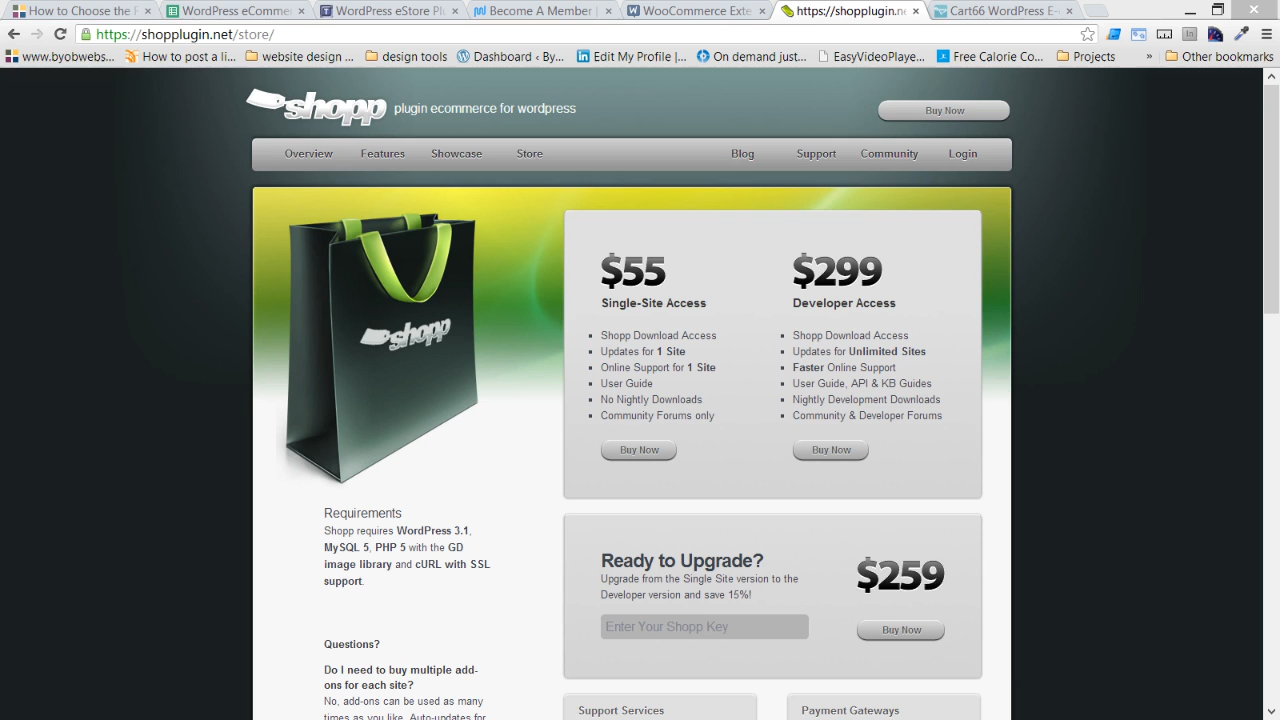 How to Choose the P
WordPress eCommer
WordPress eStore Pl
Become A Member |
WooCommerce Exte
https://shopplugin.ne
Cart66 WordPress E-
https://shopplugin.net/store/
www.byobwebs...
How to post a li...
website design ...
design tools
Dashboard ‹ By...
Edit My Profile |...
On demand just...
EasyVideoPlaye...
Free Calorie Co...
Projects
»
Other bookmarks
shopp plugin ecommerce for wordpress
Buy Now
Overview Features Showcase Store Blog Support Community Login
shopp
$55
Single-Site Access
Shopp Download Access
Updates for 1 Site
Online Support for 1 Site
User Guide
No Nightly Downloads
Community Forums only
Buy Now
$299
Developer Access
Shopp Download Access
Updates for Unlimited Sites
Faster Online Support
User Guide, API & KB Guides
Nightly Development Downloads
Community & Developer Forums
Buy Now
Requirements
Shopp requires WordPress 3.1,
MySQL 5, PHP 5 with the GD
image library and cURL with SSL
support.
Ready to Upgrade?
Upgrade from the Single Site version to the
Developer version and save 15%!
Enter Your Shopp Key
$259
Buy Now
Questions?
Do I need to buy multiple add-
ons for each site?
No, add-ons can be used as many
times as you like. Auto-updates for
Support Services
Payment Gateways